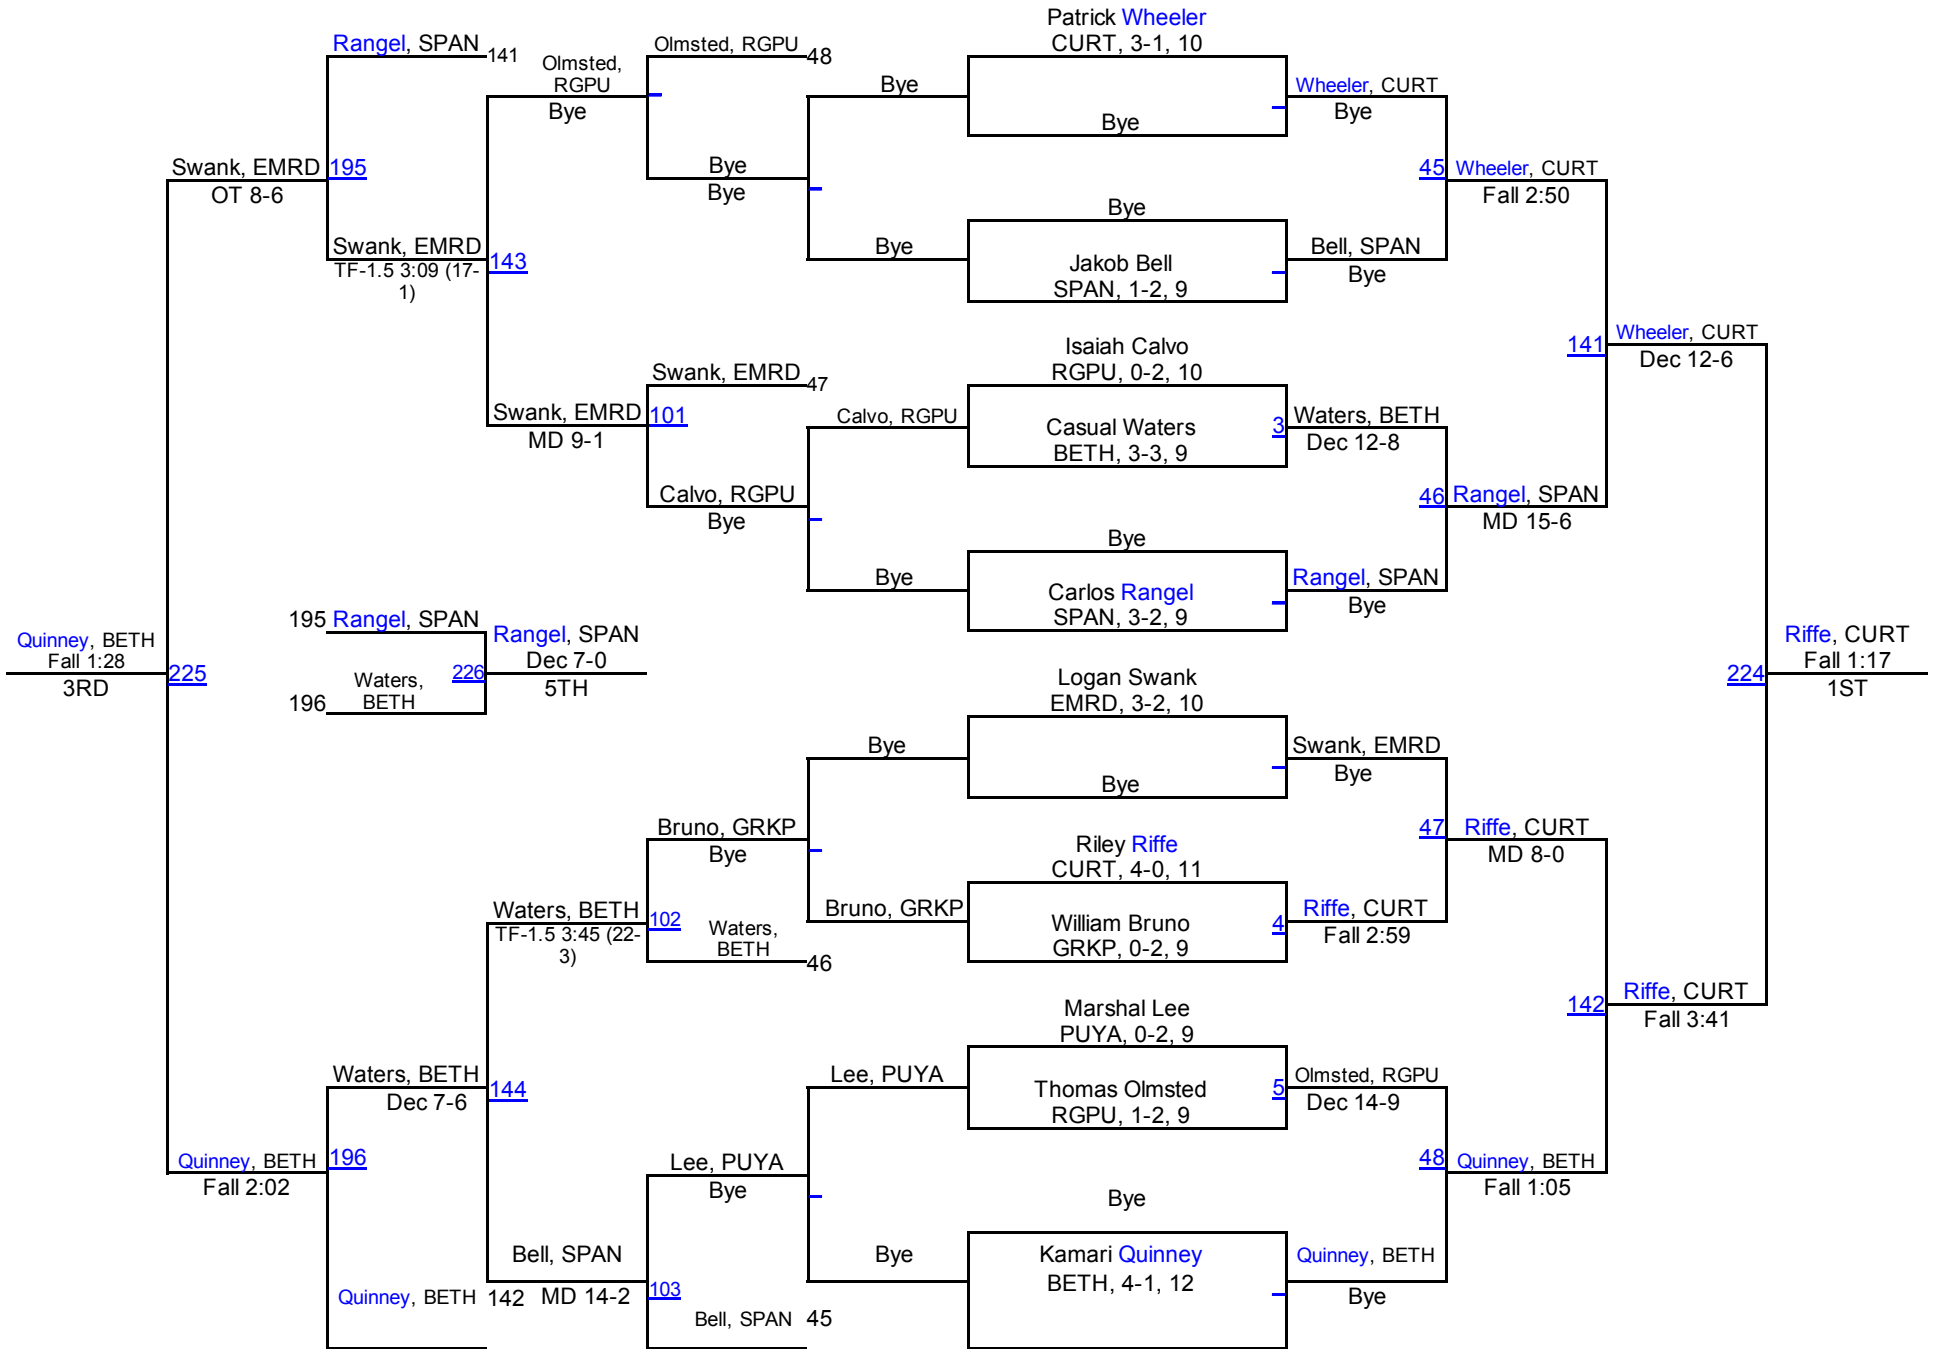 Patrick Wheeler
CURT, 3-1, 10
Rangel, SPAN
141
Olmsted,
RGPU
Bye
Olmsted, RGPU
48
Bye
Bye
Wheeler, CURT
Bye
Swank, EMRD
195
OT 8-6
Bye
Bye
45
Wheeler, CURT
Fall 2:50
Swank, EMRD
TF-1.5 3:09 (17-
1)
143
Bye
Bye
Jakob Bell
SPAN, 1-2, 9
Bell, SPAN
Bye
Isaiah Calvo
RGPU, 0-2, 10
141
Wheeler, CURT
Dec 12-6
Swank, EMRD
47
Swank, EMRD
101
MD 9-1
Calvo, RGPU
Casual Waters
BETH, 3-3, 9
3
Waters, BETH
Dec 12-8
Calvo, RGPU
Bye
46
Rangel, SPAN
MD 15-6
Bye
Bye
Carlos Rangel
SPAN, 3-2, 9
Rangel, SPAN
Bye
195
Rangel, SPAN
Quinney, BETH
Fall 1:28
3RD
225
Waters,
BETH
196
226
Rangel, SPAN
Dec 7-0
5TH
Logan Swank
EMRD, 3-2, 10
224
Riffe, CURT
Fall 1:17
1ST
Bye
Bye
Swank, EMRD
Bye
Bruno, GRKP
Bye
Riley Riffe
CURT, 4-0, 11
47
Riffe, CURT
MD 8-0
Waters, BETH
TF-1.5 3:45 (22-
3)
102
Waters,
BETH
46
Bruno, GRKP
William Bruno
GRKP, 0-2, 9
4
Riffe, CURT
Fall 2:59
Marshal Lee
PUYA, 0-2, 9
142
Riffe, CURT
Fall 3:41
Waters, BETH
Dec 7-6
144
Lee, PUYA
Thomas Olmsted
RGPU, 1-2, 9
5
Olmsted, RGPU
Dec 14-9
Quinney, BETH
Fall 2:02
196
Lee, PUYA
Bye
Bye
48
Quinney, BETH
Fall 1:05
Bell, SPAN
MD 14-2
103
Bye
Kamari Quinney
BETH, 4-1, 12
Quinney, BETH
Bye
Quinney, BETH
142
Bell, SPAN
45